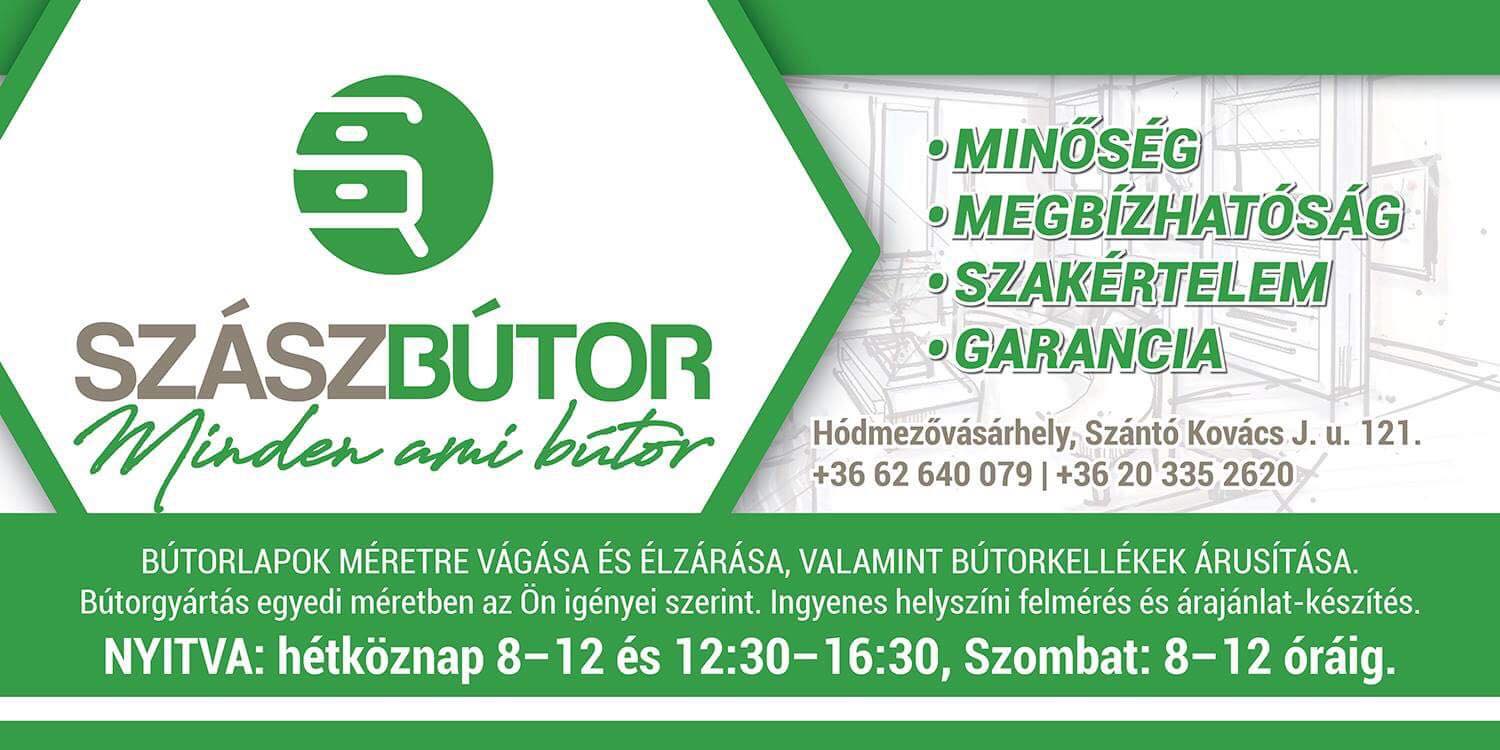 SZÁSZBÚTOR
Minden ami bútor
• MINŐSÉG
• MEGBÍZHATÓSÁG
• SZAKÉRTELEM
• GARANCIA
Hódmezővásárhely, Szántó Kovács J. u. 121.
+36 62 640 079 | +36 20 335 2620
BÚTORLAPOK MÉRETRE VÁGÁSA ÉS ÉLZÁRÁSA, VALAMINT BÚTORKELLÉKEK ÁRUSÍTÁSA.
Bútorgyártás egyedi méretben az Ön igényei szerint. Ingyenes helyszíni felmérés és árajánlat-készítés.
NYITVA: hétköznap 8–12 és 12:30–16:30, Szombat: 8–12 óráig.